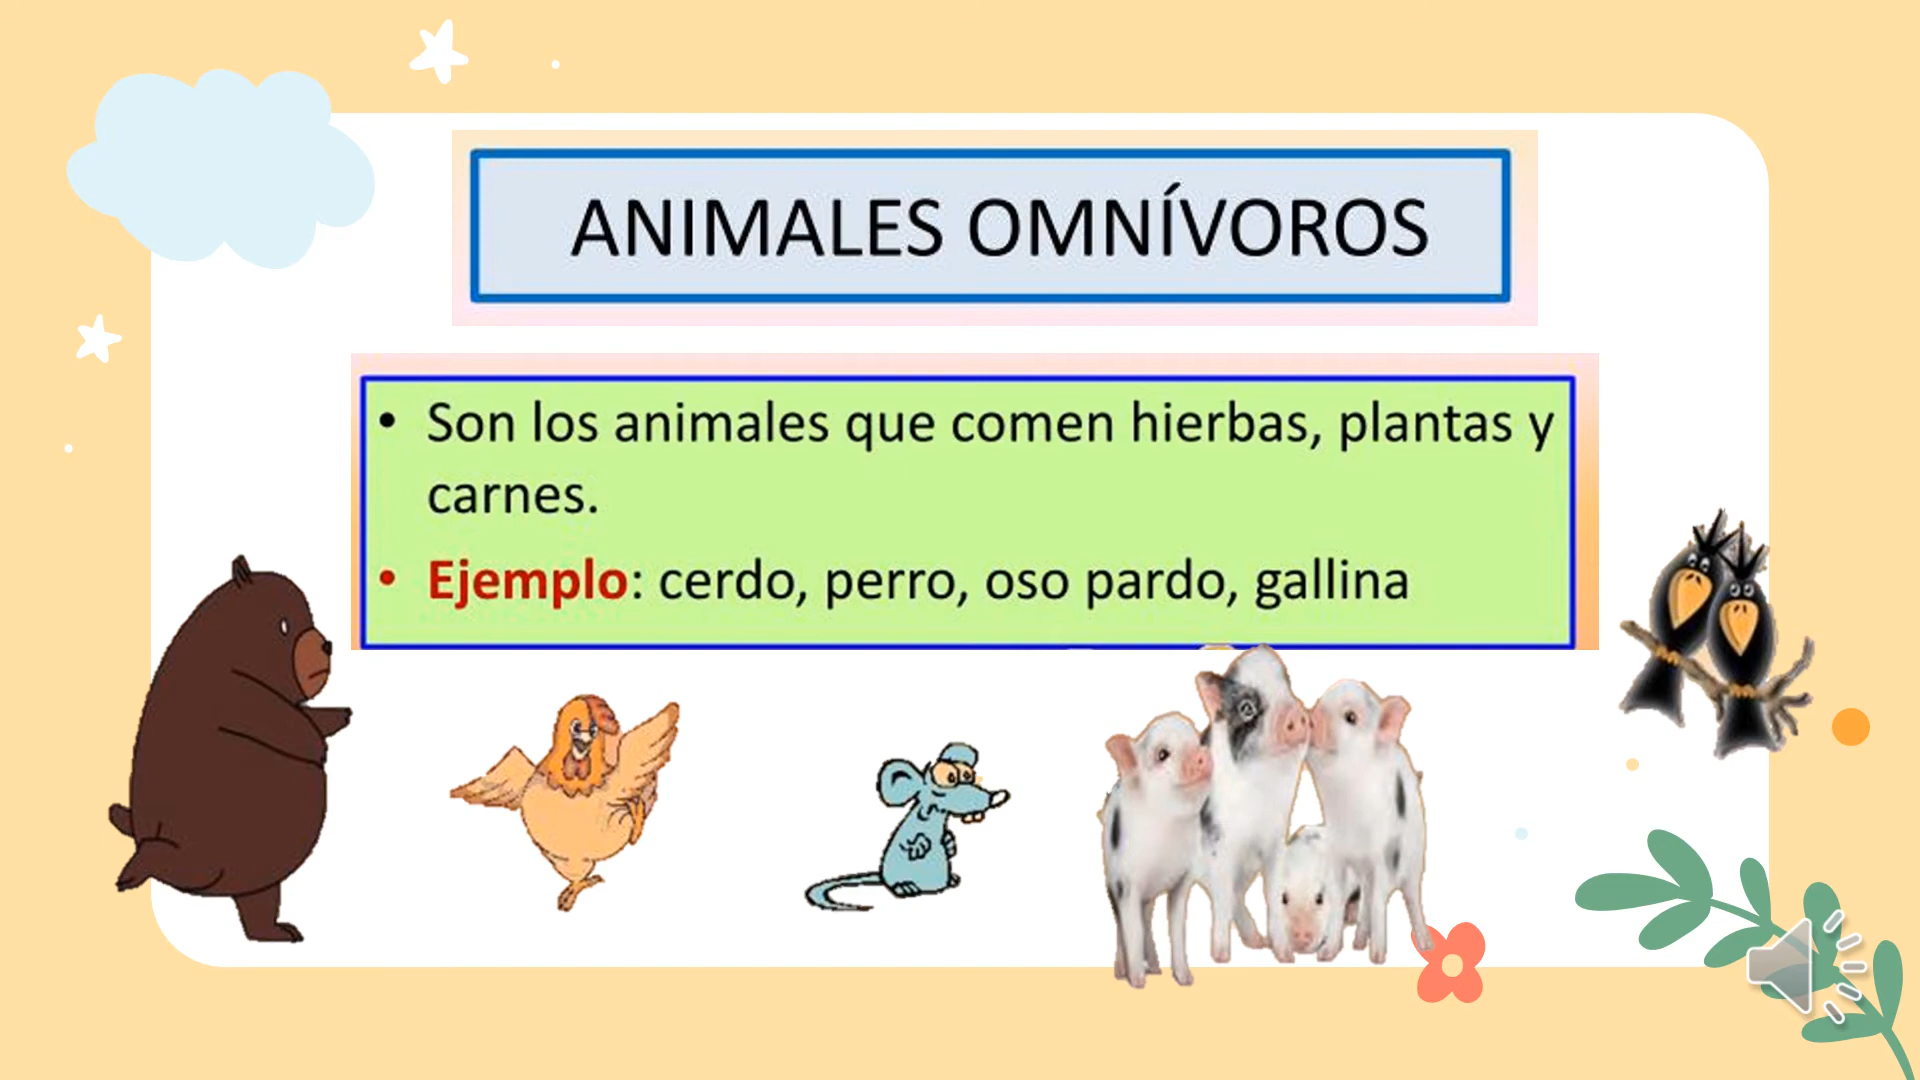 ANIMALES OMNÍVOROS
• Son los animales que comen hierbas, plantas y
carnes.
• Ejemplo: cerdo, perro, oso pardo, gallina